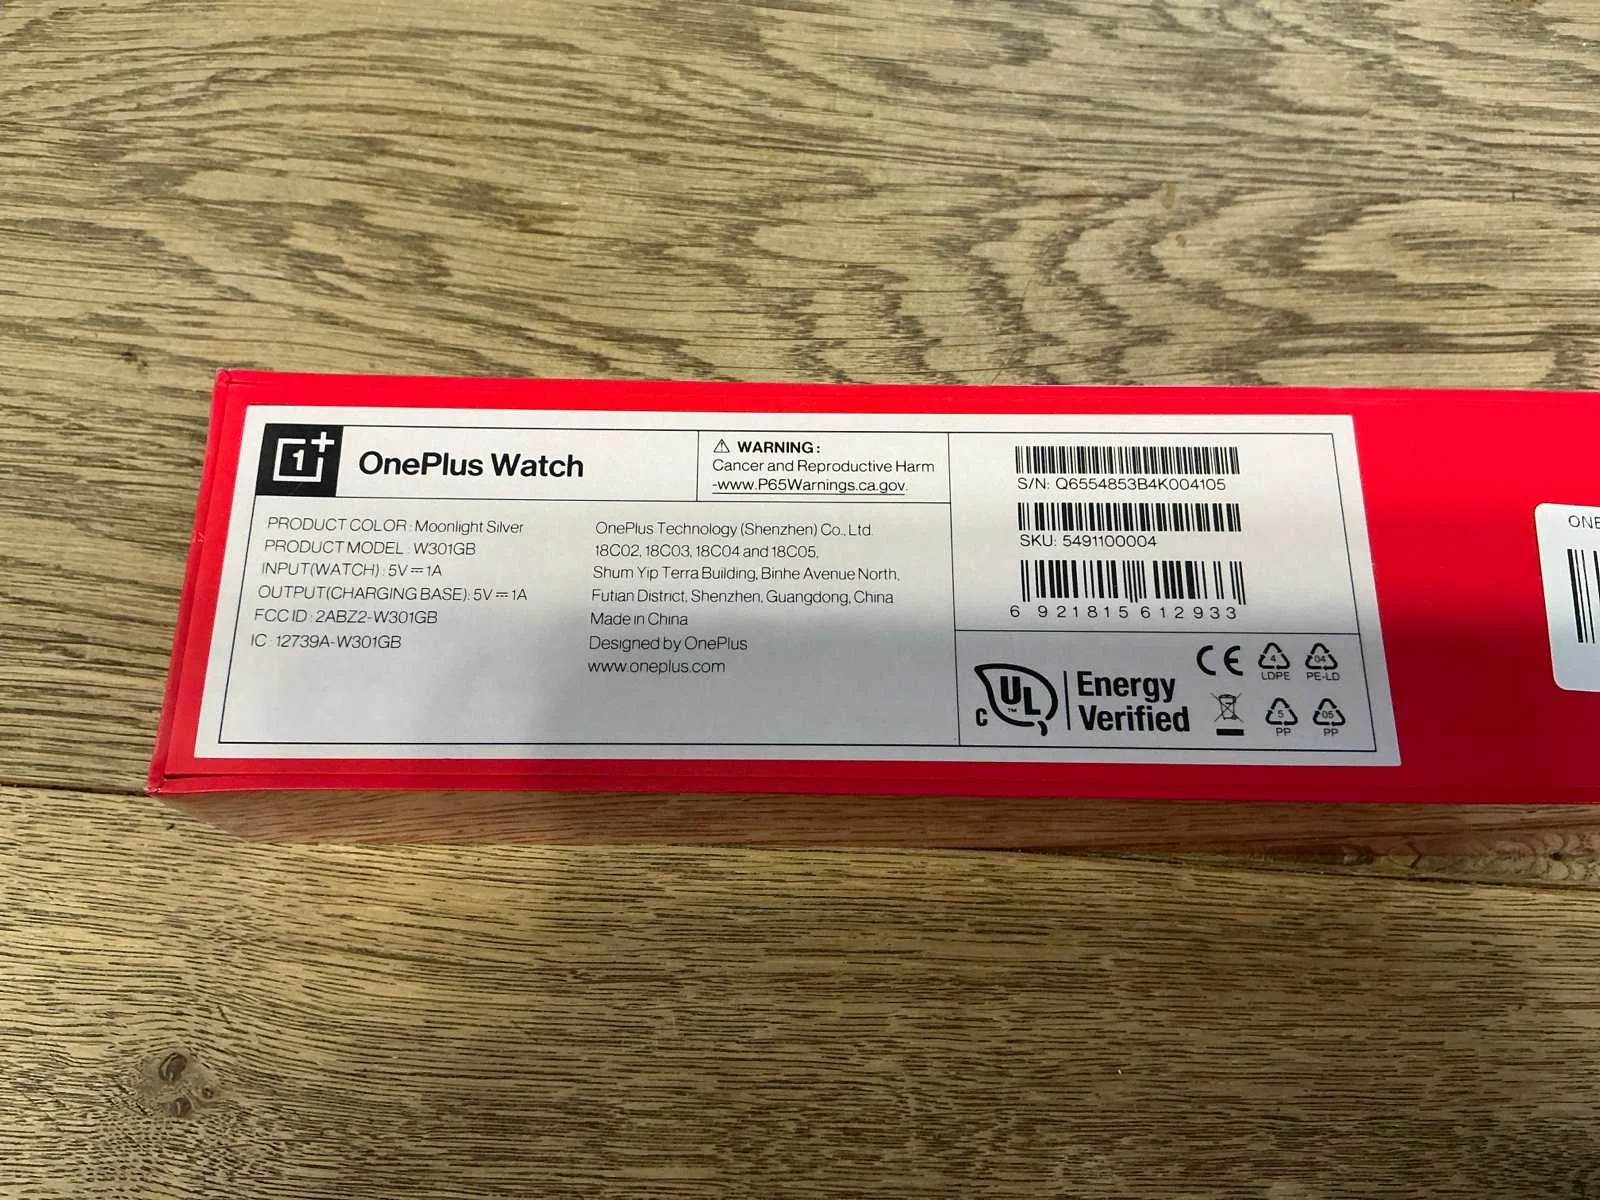 OnePlus Watch
WARNING:
Cancer and Reproductive Harm
-www.P65Warnings.ca.gov.
PRODUCT COLOR : Moonlight Silver
PRODUCT MODEL : W301GB
INPUT(WATCH) : 5V⎓1A
OUTPUT(CHARGING BASE): 5V⎓1A
FCC ID : 2ABZ2-W301GB
IC : 12739A-W301GB
OnePlus Technology (Shenzhen) Co., Ltd.
18C02, 18C03, 18C04 and 18C05,
Shum Yip Terra Building, Binhe Avenue North,
Futian District, Shenzhen, Guangdong, China
Made in China
Designed by OnePlus
www.oneplus.com
S/N: Q6554853B4K004105
SKU: 5491100004
6 921815 612933
C UL ™
Energy
Verified
CE
4
LDPE
04
PE-LD
5
PP
05
PP
ONE